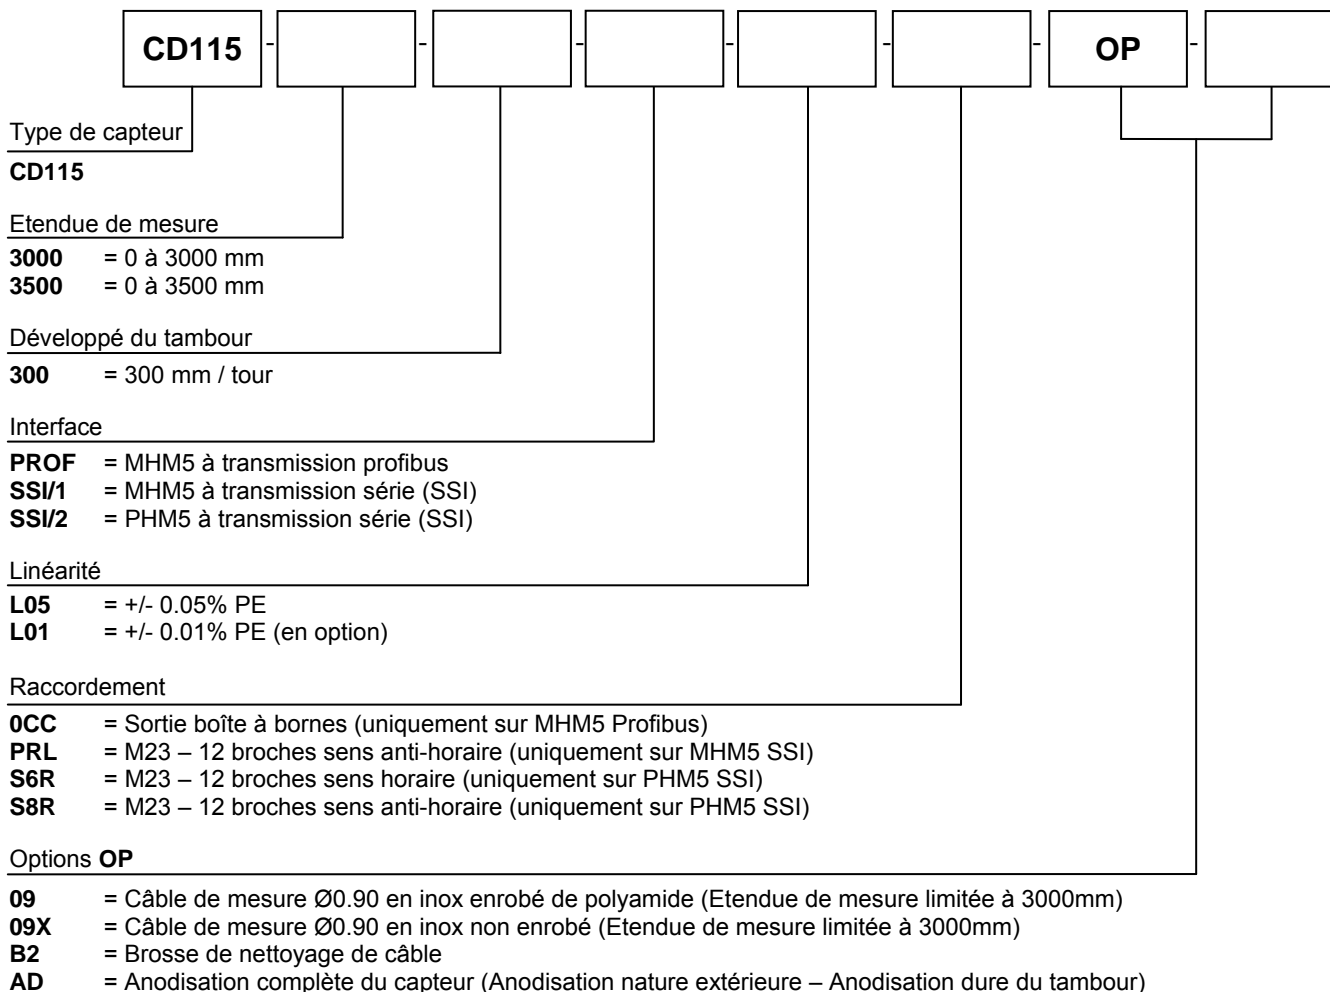 CD115 - - - - - - OP -
Type de capteur
CD115
Etendue de mesure
3000 = 0 à 3000 mm
3500 = 0 à 3500 mm
Développé du tambour
300 = 300 mm / tour
Interface
PROF = MHM5 à transmission profibus
SSI/1 = MHM5 à transmission série (SSI)
SSI/2 = PHM5 à transmission série (SSI)
Linéarité
L05 = +/- 0.05% PE
L01 = +/- 0.01% PE (en option)
Raccordement
0CC = Sortie boîte à bornes (uniquement sur MHM5 Profibus)
PRL = M23 – 12 broches sens anti-horaire (uniquement sur MHM5 SSI)
S6R = M23 – 12 broches sens horaire (uniquement sur PHM5 SSI)
S8R = M23 – 12 broches sens anti-horaire (uniquement sur PHM5 SSI)
Options OP
09 = Câble de mesure Ø0.90 en inox enrobé de polyamide (Etendue de mesure limitée à 3000mm)
09X = Câble de mesure Ø0.90 en inox non enrobé (Etendue de mesure limitée à 3000mm)
B2 = Brosse de nettoyage de câble
AD = Anodisation complète du capteur (Anodisation nature extérieure – Anodisation dure du tambour)